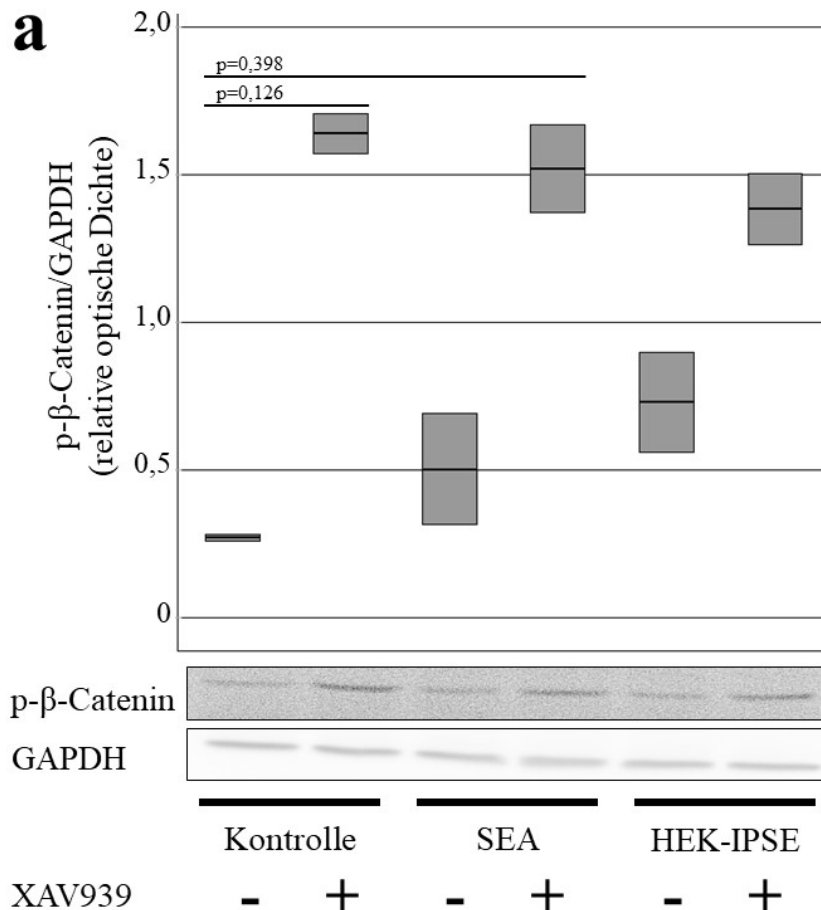 a
2,0
p=0,398
p=0,126
1,5
1,0
0,5
0
p-β-Catenin/GAPDH
(relative optische Dichte)
p-β-Catenin
GAPDH
Kontrolle SEA HEK-IPSE
XAV939 - + - + - +